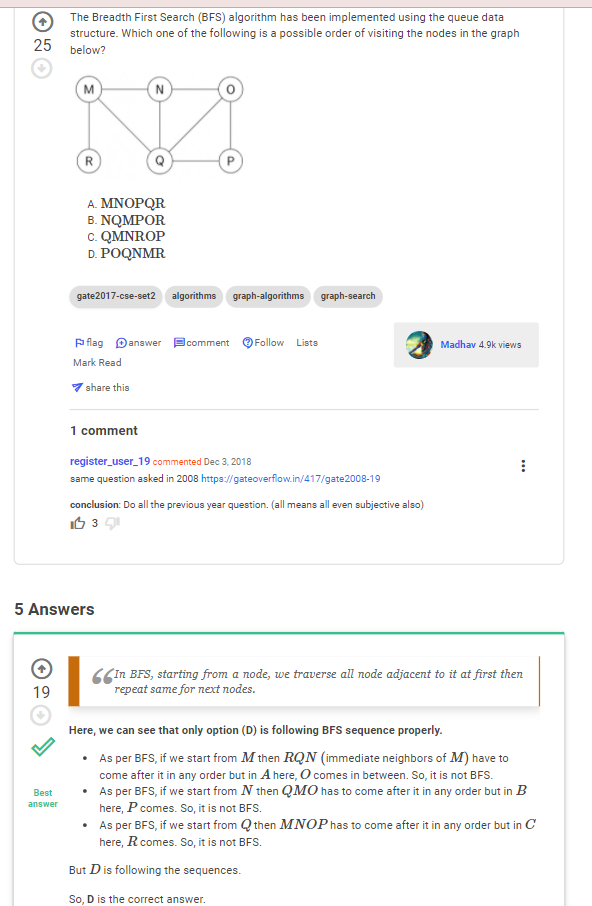 The Breadth First Search (BFS) algorithm has been implemented using the queue data
structure. Which one of the following is a possible order of visiting the nodes in the graph
below?
25
M N O
R Q P
A. MNOPQR
B. NQMPOR
C. QMNROP
D. POQNMR
gate2017-cse-set2 algorithms graph-algorithms graph-search
flag answer comment Follow Lists
Mark Read
share this
Madhav 4.9k views
1 comment
register_user_19 commented Dec 3, 2018
same question asked in 2008 https://gateoverflow.in/417/gate2008-19
conclusion: Do all the previous year question. (all means all even subjective also)
3
5 Answers
19
Best
answer
In BFS, starting from a node, we traverse all node adjacent to it at first then
repeat same for next nodes.
Here, we can see that only option (D) is following BFS sequence properly.
• As per BFS, if we start from M then RQN (immediate neighbors of M) have to
come after it in any order but in A here, O comes in between. So, it is not BFS.
• As per BFS, if we start from N then QMO has to come after it in any order but in B
here, P comes. So, it is not BFS.
• As per BFS, if we start from Q then MNOP has to come after it in any order but in C
here, R comes. So, it is not BFS.
But D is following the sequences.
So, D is the correct answer.